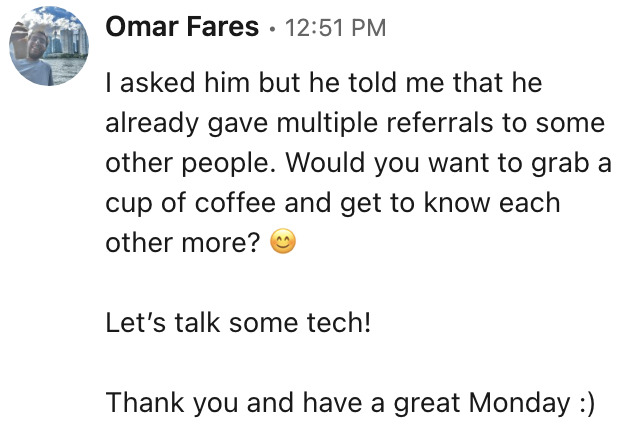 Omar Fares • 12:51 PM
I asked him but he told me that he
already gave multiple referrals to some
other people. Would you want to grab a
cup of coffee and get to know each
other more? 😊
Let’s talk some tech!
Thank you and have a great Monday :)